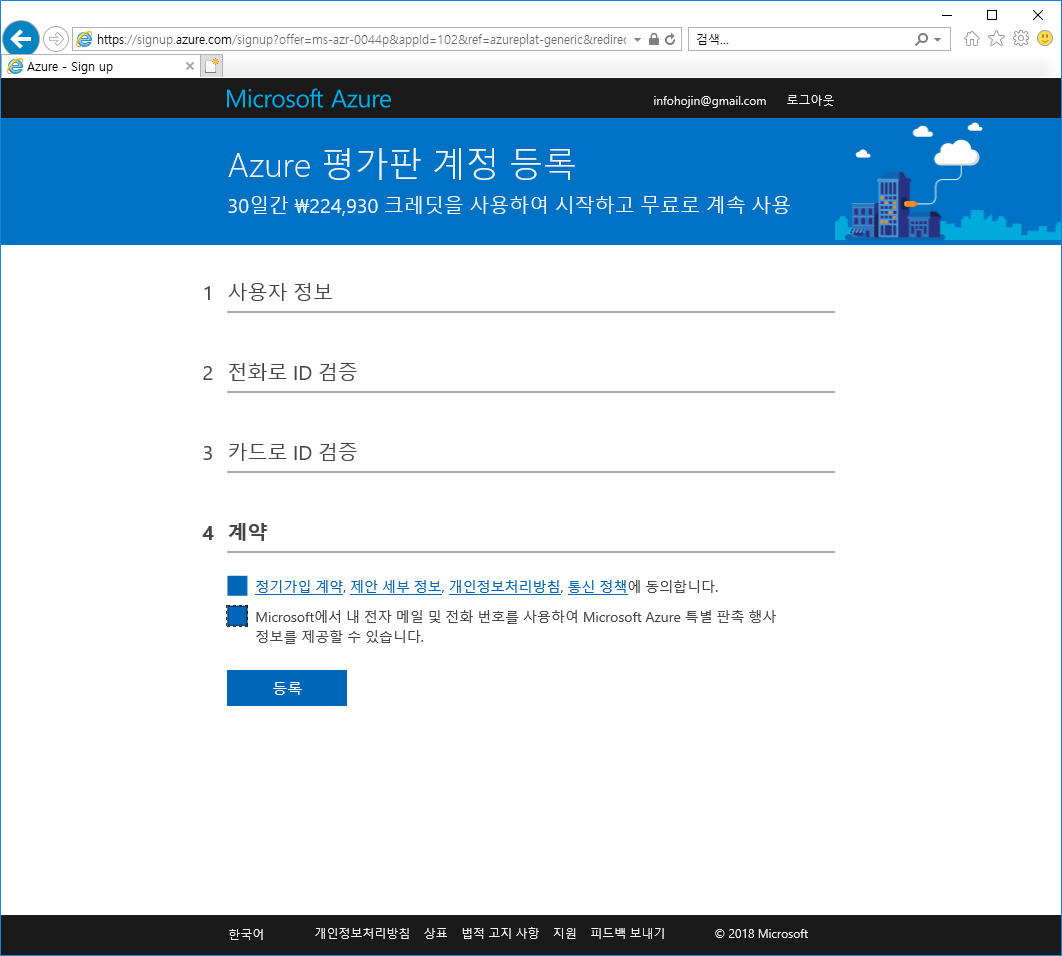 https://signup.azure.com/signup?offer=ms-azr-0044p&appId=102&ref=azureplat-generic&redirec
검색...
Azure - Sign up
Microsoft Azure
infohojin@gmail.com 로그아웃
Azure 평가판 계정 등록
30일간 ₩224,930 크레딧을 사용하여 시작하고 무료로 계속 사용
1 사용자 정보
2 전화로 ID 검증
3 카드로 ID 검증
4 계약
정기가입 계약, 제안 세부 정보, 개인정보처리방침, 통신 정책에 동의합니다.
Microsoft에서 내 전자 메일 및 전화 번호를 사용하여 Microsoft Azure 특별 판촉 행사
정보를 제공할 수 있습니다.
등록
한국어 개인정보처리방침 상표 법적 고지 사항 지원 피드백 보내기 © 2018 Microsoft